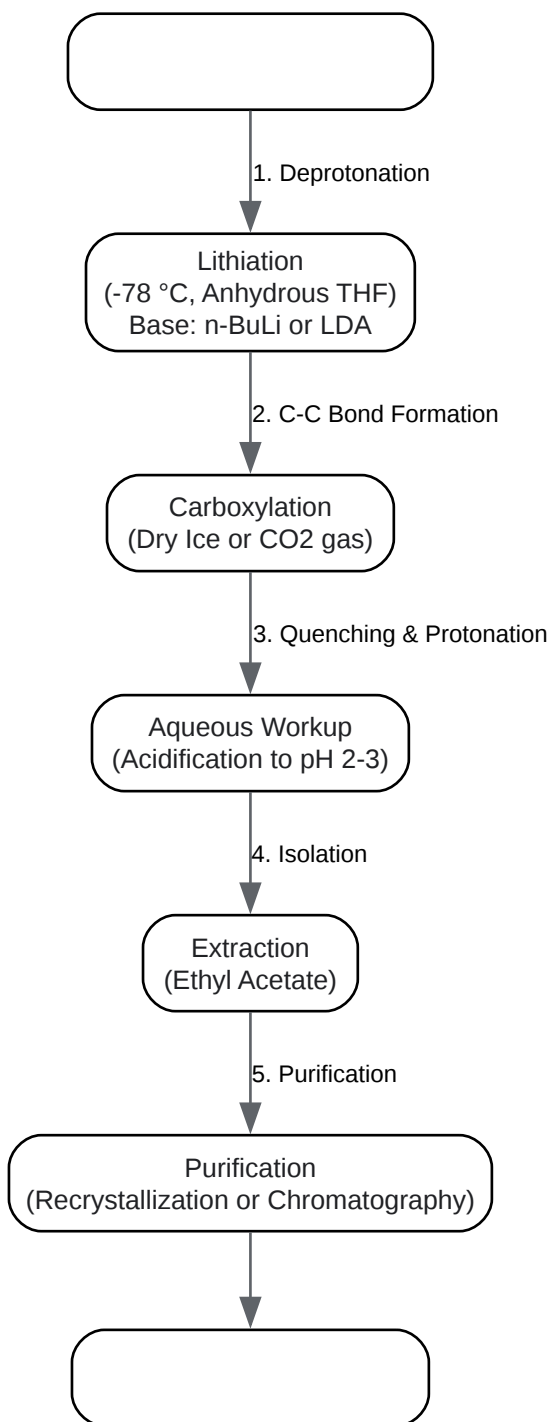 1. Deprotonation
Lithiation
(-78 °C, Anhydrous THF)
Base: n-BuLi or LDA
2. C-C Bond Formation
Carboxylation
(Dry Ice or CO2 gas)
3. Quenching & Protonation
Aqueous Workup
(Acidification to pH 2-3)
4. Isolation
Extraction
(Ethyl Acetate)
5. Purification
Purification
(Recrystallization or Chromatography)